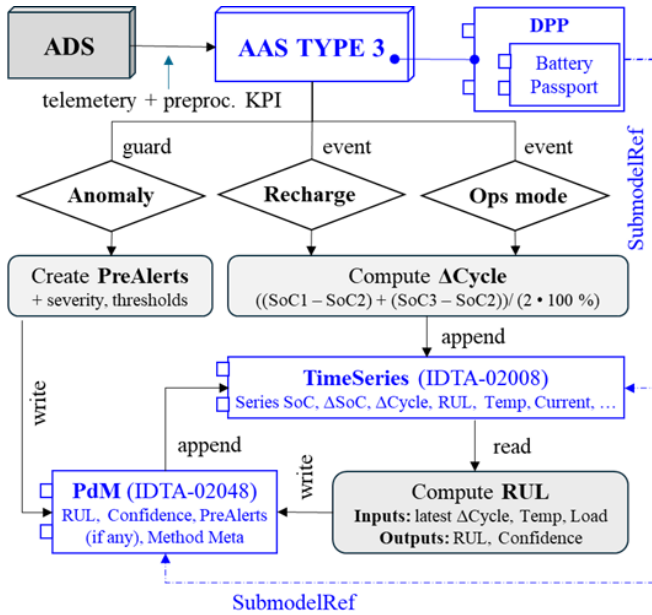 ADS
AAS TYPE 3
DPP
Battery
Passport
telemetery + preproc. KPI
SubmodelRef
guard
event
event
Anomaly
Recharge
Ops mode
Create PreAlerts
+ severity, thresholds
Compute ΔCycle
((SoC1 – SoC2) + (SoC3 – SoC2))/ (2 • 100 %)
append
TimeSeries (IDTA-02008)
Series SoC, ΔSoC, ΔCycle, RUL, Temp, Current, …
write
append
read
write
PdM (IDTA-02048)
RUL, Confidence, PreAlerts
(if any), Method Meta
Compute RUL
Inputs: latest ΔCycle, Temp, Load
Outputs: RUL, Confidence
SubmodelRef